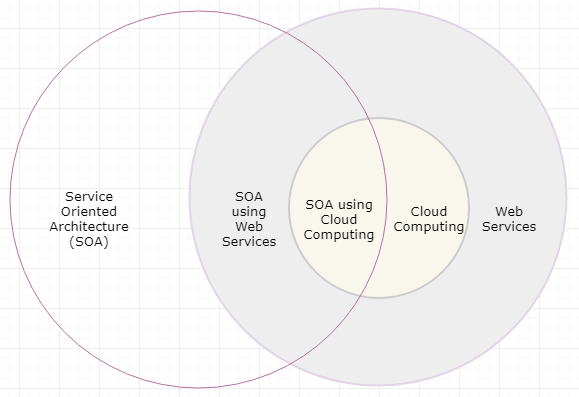 Service
Oriented
Architecture
(SOA)
SOA
using
Web
Services
SOA using
Cloud
Computing
Cloud
Computing
Web
Services